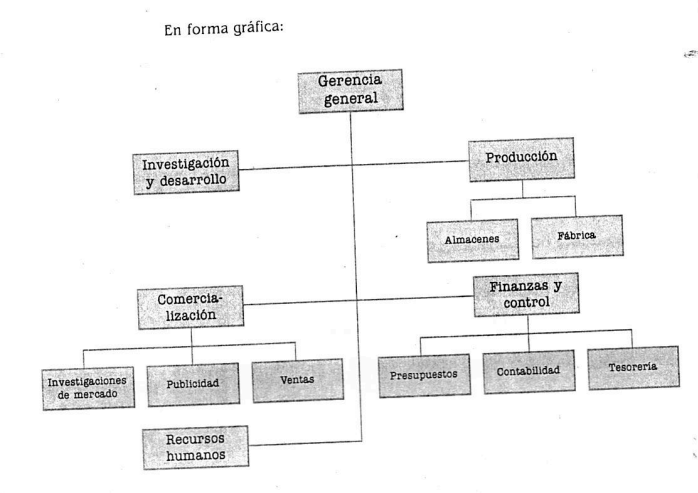 En forma gráfica:
Gerencia
general
Investigación
y desarrollo
Producción
Almacenes
Fábrica
Comercia-
lización
Finanzas y
control
Investigaciones
de mercado
Publicidad
Ventas
Presupuestos
Contabilidad
Tesorería
Recursos
humanos